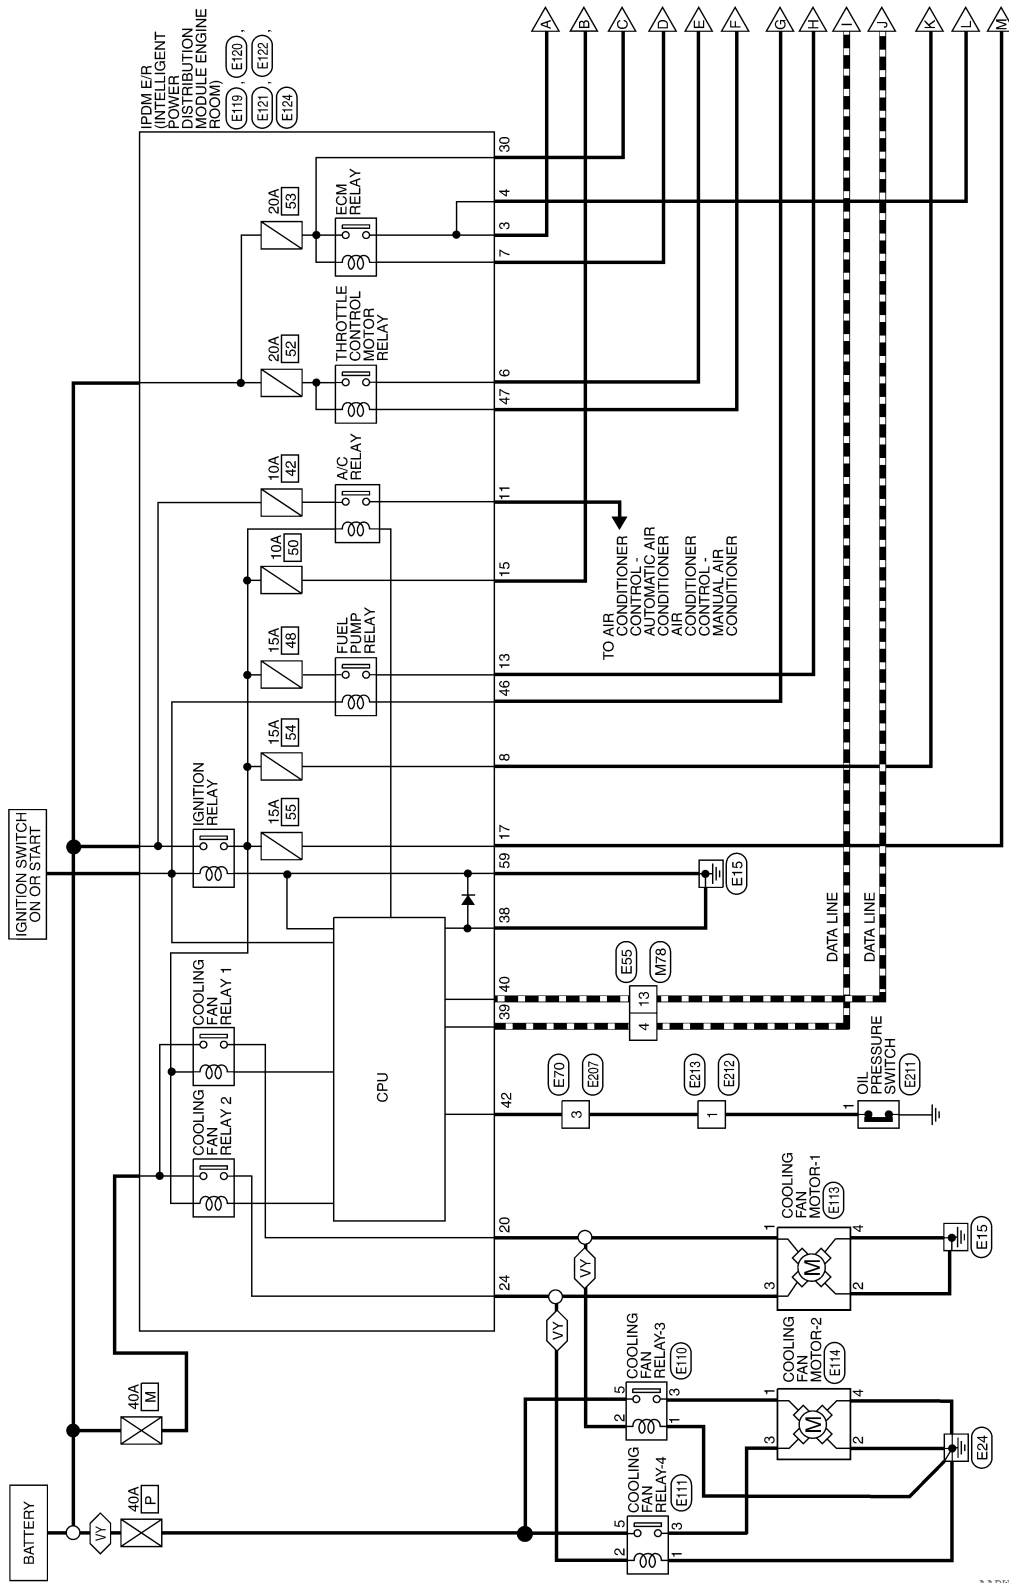 BATTERY
VY
40A
P
40A
M
IGNITION SWITCH
ON OR START
IPDM E/R
(INTELLIGENT
POWER
DISTRIBUTION
MODULE ENGINE
ROOM)
E119 , E120 ,
E121 , E122 ,
E124
COOLING
FAN
RELAY 2
COOLING
FAN
RELAY 1
IGNITION
RELAY
15A
55
15A
54
15A
48
FUEL
PUMP
RELAY
10A
50
10A
42
A/C
RELAY
20A
52
THROTTLE
CONTROL
MOTOR
RELAY
20A
53
ECM
RELAY
CPU
24
20
42
39
40
38
59
17
8
46
13
15
11
47
6
7
3
4
30
VY
VY
COOLING
FAN
RELAY-4
E111
5
2
3
1
COOLING
FAN
RELAY-3
E110
5
2
3
1
COOLING
FAN
MOTOR-2
E114
3
1
2
4
E24
COOLING
FAN
MOTOR-1
E113
3
1
2
4
E15
3
E70
E207
1
E213
E212
1
OIL
PRESSURE
SWITCH
E211
4
13
E55
M78
DATA LINE
DATA LINE
E15
TO AIR
CONDITIONER
CONTROL -
AUTOMATIC AIR
CONDITIONER
AIR
CONDITIONER
CONTROL -
MANUAL AIR
CONDITIONER
A
B
C
D
E
F
G
H
I
J
K
L
M